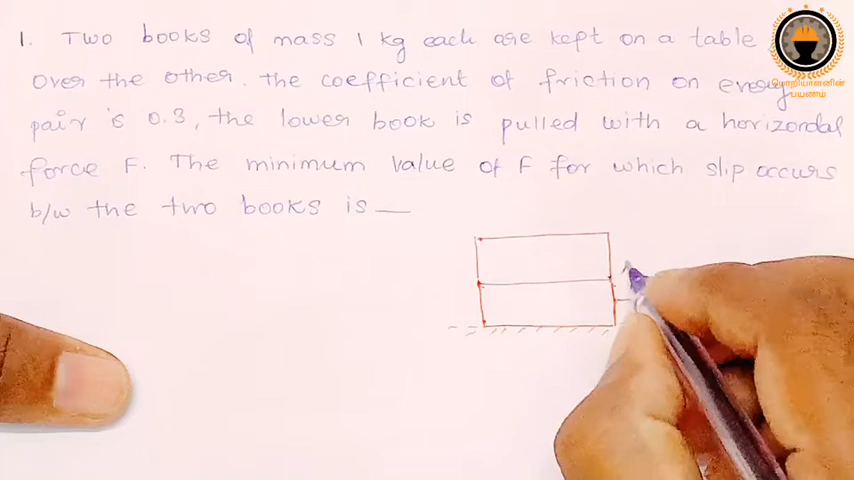 1. Two books of mass 1 kg each are kept on a table
over the other. The coefficient of friction on every
pair is 0.3, the lower book is pulled with a horizondal
force F. The minimum value of F for which slip occurs
b/w the two books is
பொறியாளனின்
பயணம்